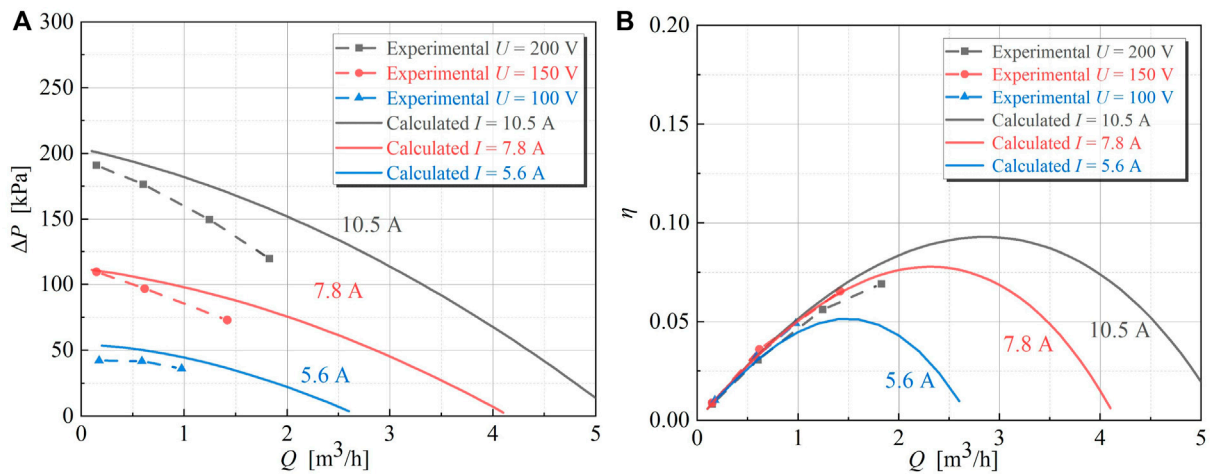 A
300
250
200
150
100
50
0
ΔP [kPa]
Experimental U = 200 V
Experimental U = 150 V
Experimental U = 100 V
Calculated I = 10.5 A
Calculated I = 7.8 A
Calculated I = 5.6 A
10.5 A
7.8 A
5.6 A
0 1 2 3 4 5
Q [m³/h]
B
0.20
0.15
0.10
0.05
0.00
η
Experimental U = 200 V
Experimental U = 150 V
Experimental U = 100 V
Calculated I = 10.5 A
Calculated I = 7.8 A
Calculated I = 5.6 A
10.5 A
7.8 A
5.6 A
0 1 2 3 4 5
Q [m³/h]